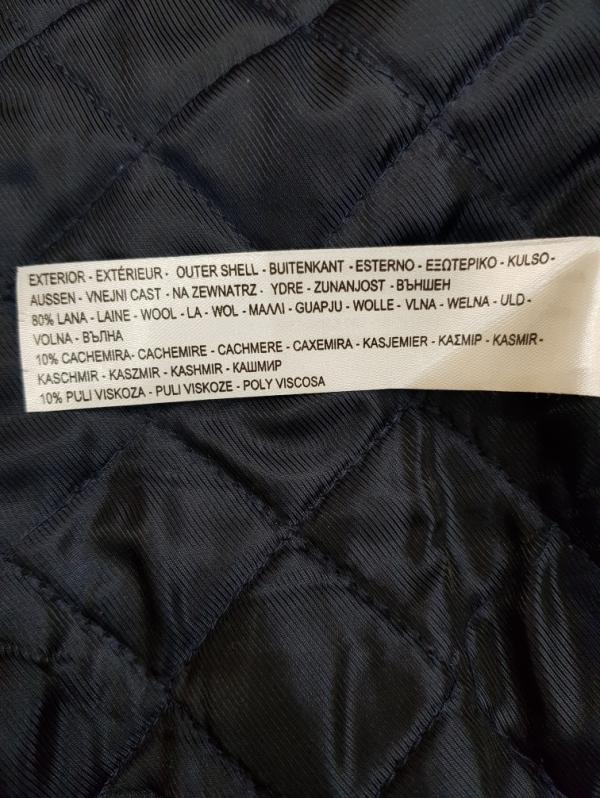 EXTERIOR - EXTÉRIEUR - OUTER SHELL - BUITENKANT - ESTERNO - ΕΞΩΤΕΡΙΚΟ - KULSO -
AUSSEN - VNEJNI CAST - NA ZEWNATRZ - YDRE - ZUNANJOST - ВЪНШЕН
80% LANA - LAINE - WOOL - LA - WOL - ΜΑΛΛΙ - GUAPJU - WOLLE - VLNA - WELNA - ULD -
VOLNA - ВЪЛНА
10% CACHEMIRA- CACHEMIRE - CACHMERE - CAXEMIRA - KASJEMIER - ΚΑΣΜΙΡ - KASMIR -
KASCHMIR - KASZMIR - KASHMIR - КАШМИР
10% PULI VISKOZA - PULI VISKOZE - POLY VISCOSA